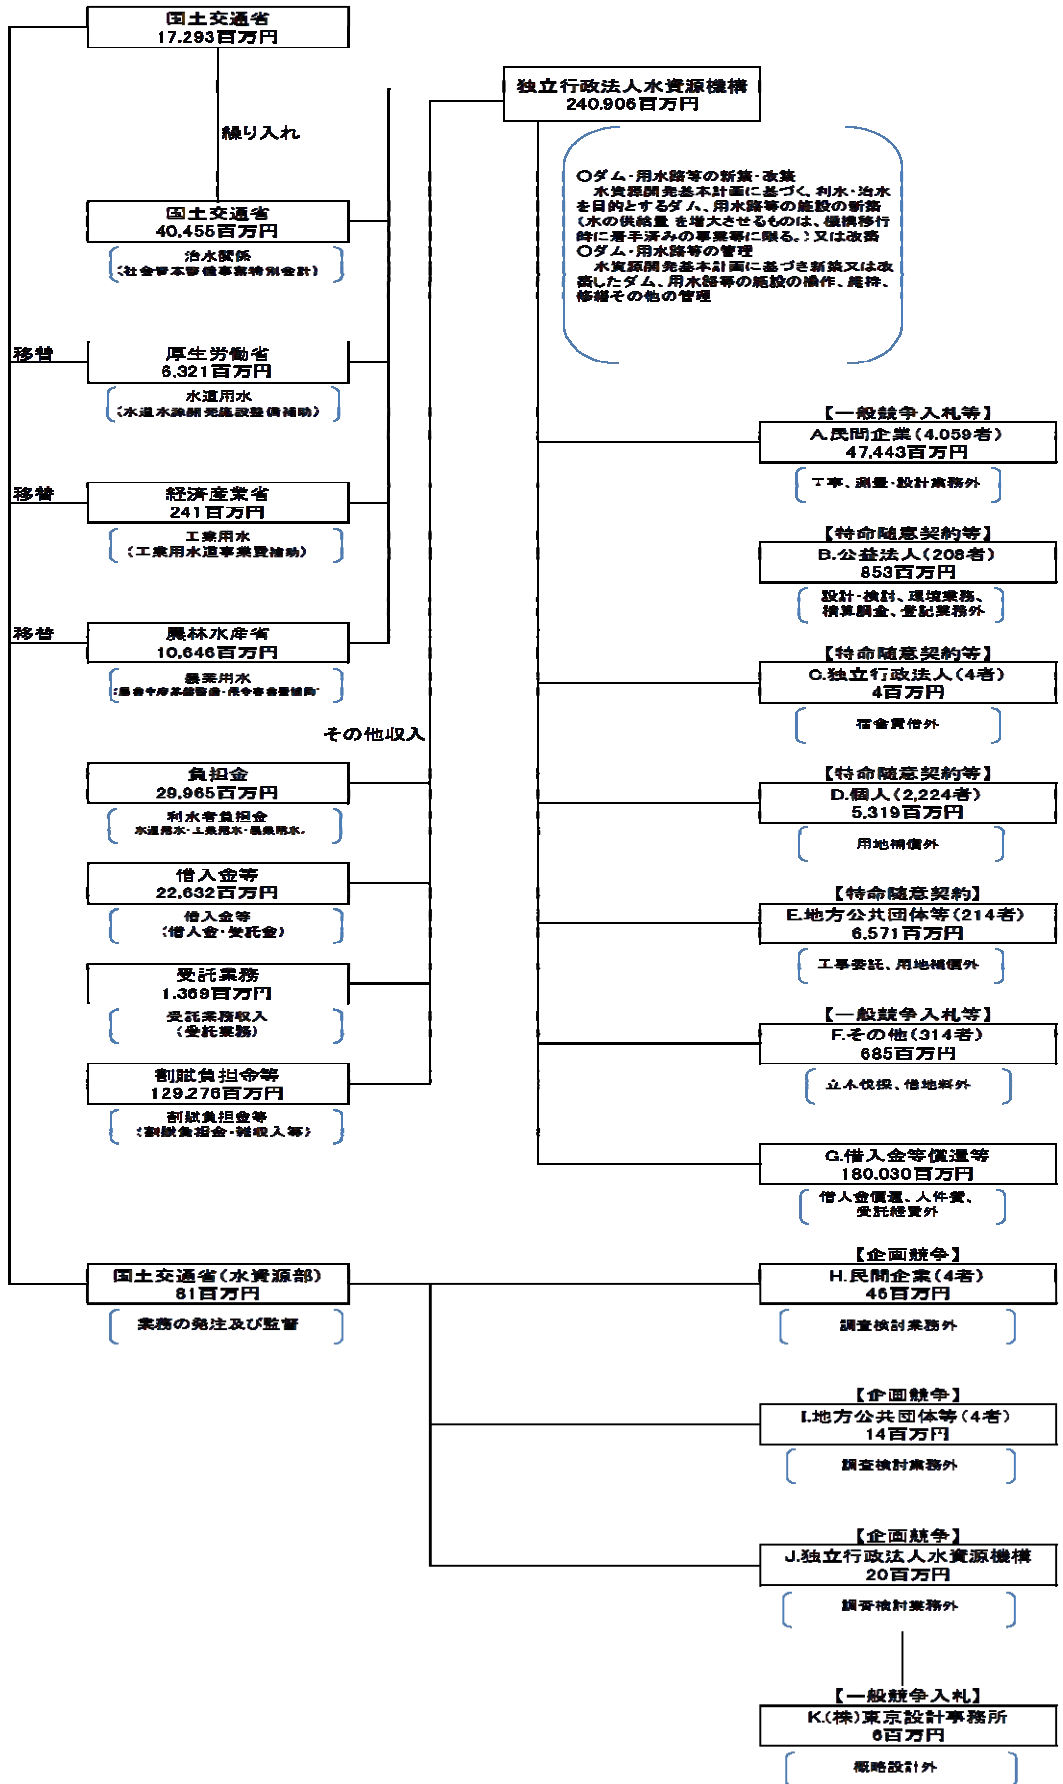 国土交通省
17,293百万円
繰り入れ
国土交通省
40,455百万円
治水関係
(社会資本整備事業特別会計)
移替
厚生労働省
6,321百万円
水道用水
(水道水源開発施設整備補助)
移替
経済産業省
241百万円
工業用水
(工業用水道事業費補助)
移替
農林水産省
10,646百万円
農業用水
その他収入
負担金
29,965百万円
利水者負担金
水道用水・工業用水・農業用水
借入金等
22,632百万円
借入金等
(借入金・受託金)
受託業務
1,369百万円
受託業務収入
(受託業務)
割賦負担金等
129,276百万円
割賦負担金等
(割賦負担金・雑収入等)
国土交通省(水資源部)
81百万円
業務の発注及び監督
独立行政法人水資源機構
240,906百万円
○ダム・用水路等の新築・改築
水資源開発基本計画に基づく、利水・治水
を目的とするダム、用水路等の施設の新築
(水の供給量を増大させるものは、機構移行
時に着手済みの事業等に限る。)又は改築
○ダム・用水路等の管理
水資源開発基本計画に基づき新築又は改
築したダム、用水路等の施設の操作、維持、
修繕その他の管理
【一般競争入札等】
A.民間企業(4,059者)
47,443百万円
工事、測量・設計業務外
【特命随意契約等】
B.公益法人(208者)
853百万円
設計・検討、環境業務、
積算調査、登記業務外
【特命随意契約等】
C.独立行政法人(4者)
4百万円
宿舎賃借外
【特命随意契約等】
D.個人(2,224者)
5,319百万円
用地補償外
【特命随意契約】
E.地方公共団体等(214者)
6,571百万円
工事委託、用地補償外
【一般競争入札等】
F.その他(314者)
685百万円
立木伐採、借地料外
G.借入金等償還等
180,030百万円
借入金償還、人件費、
受託経費外
【企画競争】
H.民間企業(4者)
46百万円
調査検討業務外
【企画競争】
I.地方公共団体等(4者)
14百万円
調査検討業務外
【企画競争】
J.独立行政法人水資源機構
20百万円
調査検討業務外
【一般競争入札】
K.(株)東京設計事務所
6百万円
概略設計外